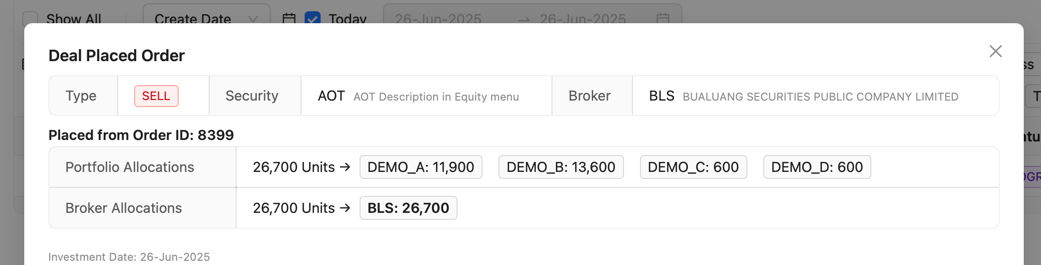 Show All Create Date Today 26-Jun-2025 → 26-Jun-2025
Deal Placed Order
Type SELL Security AOT AOT Description in Equity menu Broker BLS BUALUANG SECURITIES PUBLIC COMPANY LIMITED
Placed from Order ID: 8399
Portfolio Allocations 26,700 Units → DEMO_A: 11,900 DEMO_B: 13,600 DEMO_C: 600 DEMO_D: 600
Broker Allocations 26,700 Units → BLS: 26,700
Investment Date: 26-Jun-2025